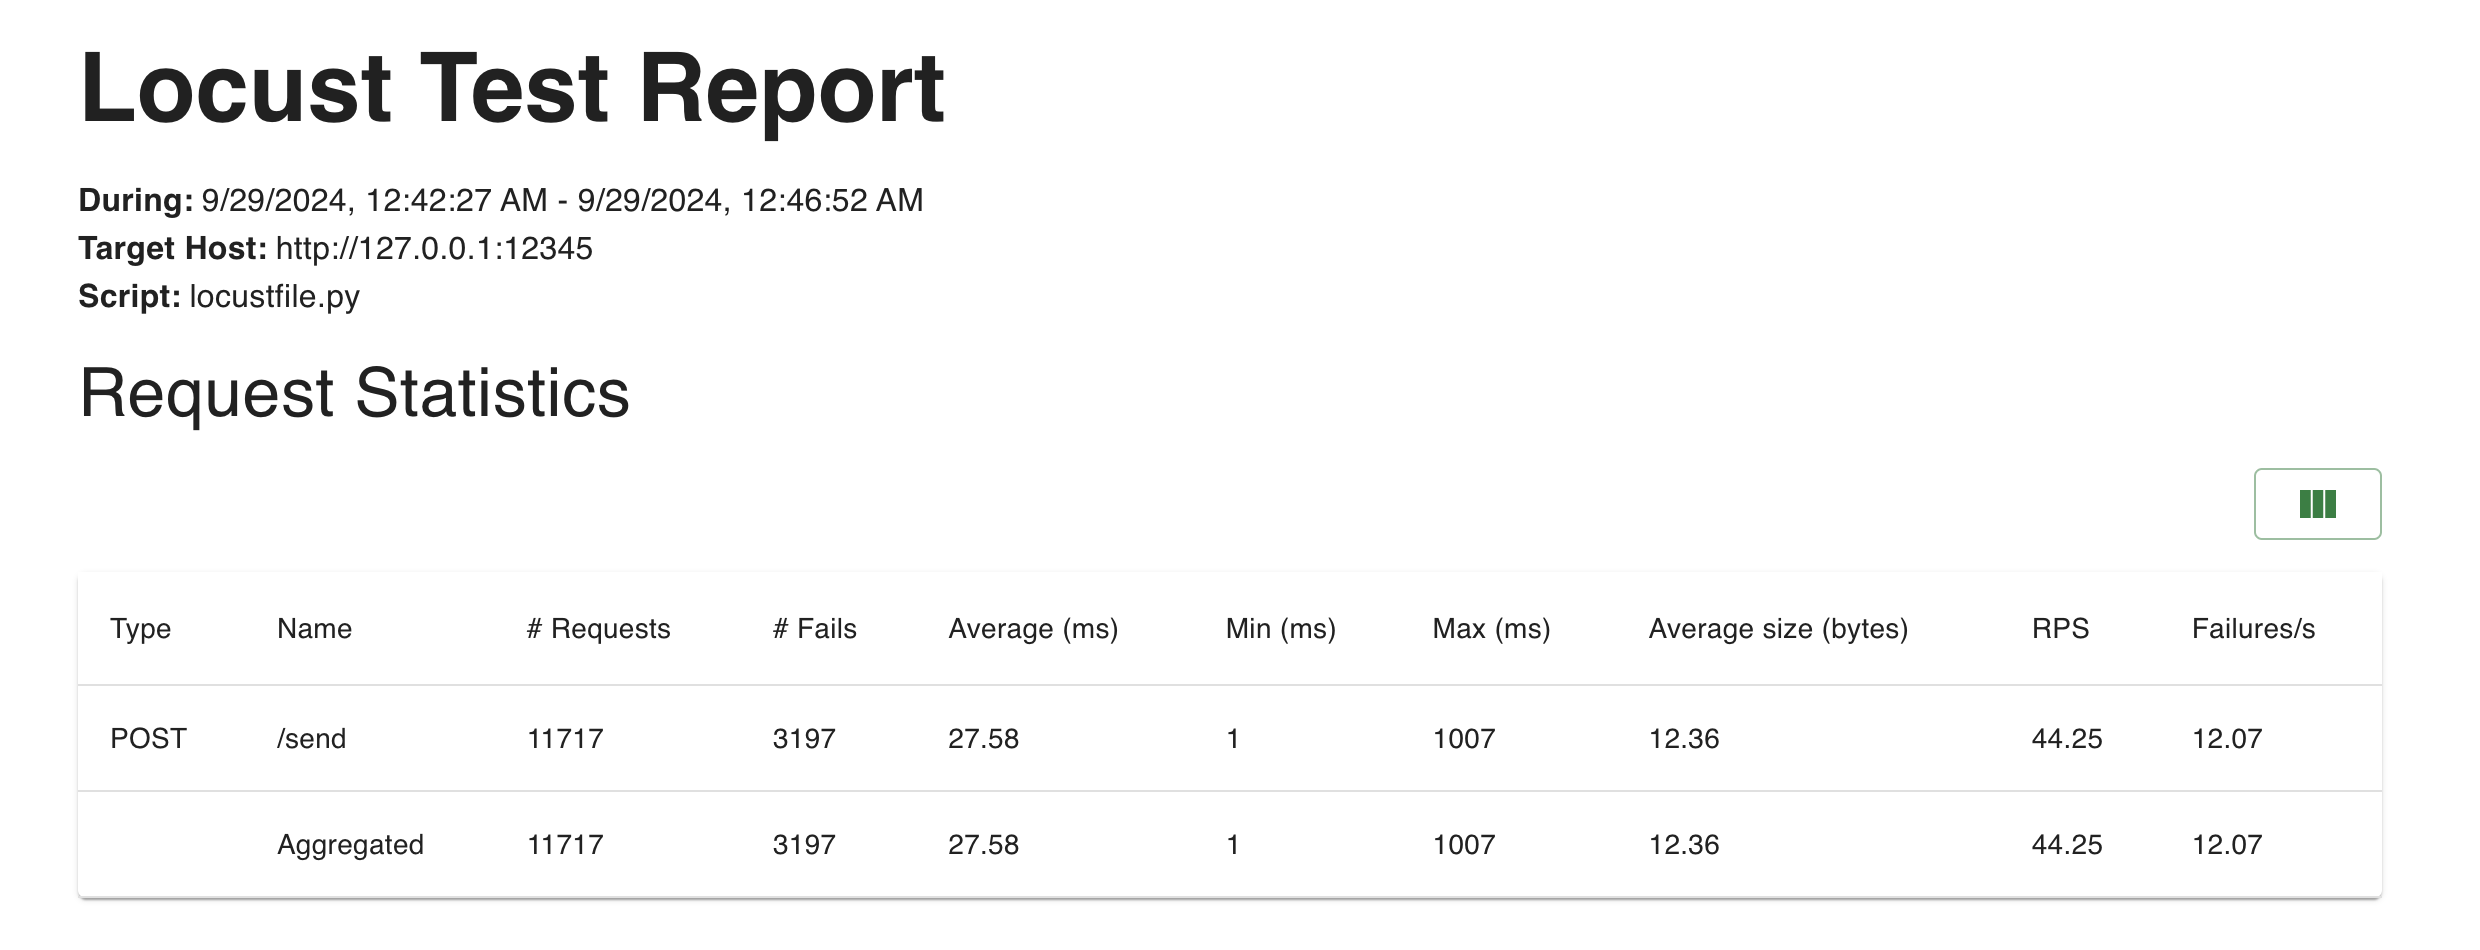 Locust Test Report
During: 9/29/2024, 12:42:27 AM - 9/29/2024, 12:46:52 AM
Target Host: http://127.0.0.1:12345
Script: locustfile.py
Request Statistics
Type Name # Requests # Fails Average (ms) Min (ms) Max (ms) Average size (bytes) RPS Failures/s
POST /send 11717 3197 27.58 1 1007 12.36 44.25 12.07
Aggregated 11717 3197 27.58 1 1007 12.36 44.25 12.07